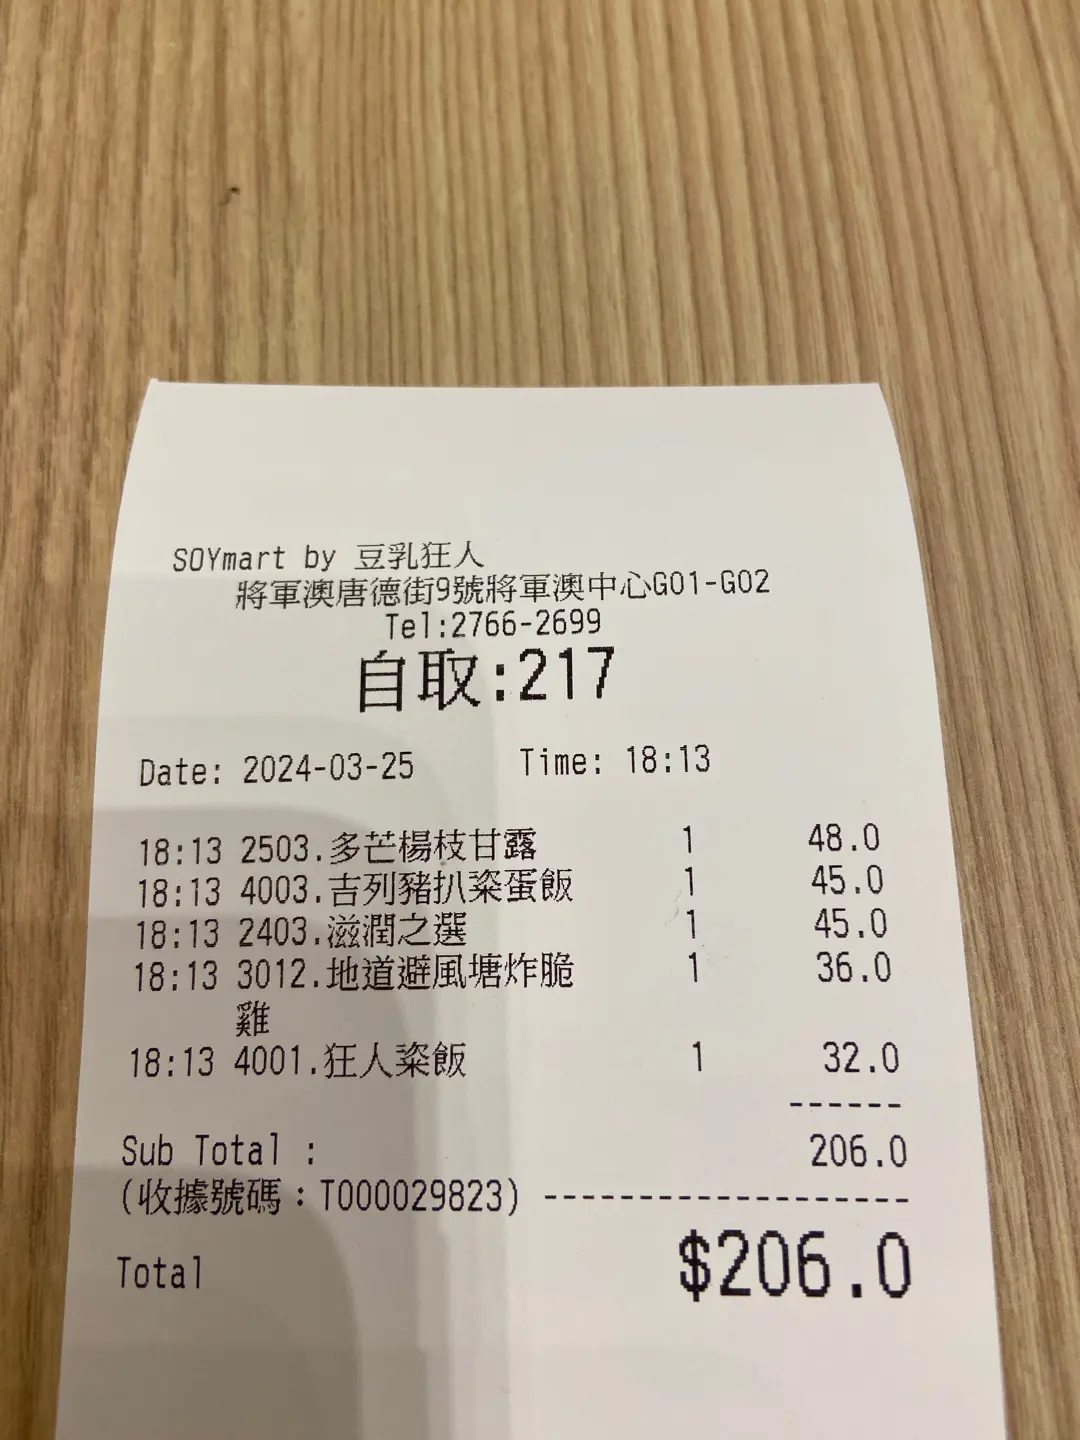 SOYmart by 豆乳狂人
將軍澳唐德街9號將軍澳中心G01-G02
Tel:2766-2699
自取:217
Date: 2024-03-25 Time: 18:13
18:13 2503.多芒楊枝甘露 1 48.0
18:13 4003.吉列豬扒粢蛋飯 1 45.0
18:13 2403.滋潤之選 1 45.0
18:13 3012.地道避風塘炸脆 1 36.0
雞
18:13 4001.狂人粢飯 1 32.0
------
Sub Total : 206.0
(收據號碼：T000029823) -------------------
Total $206.0